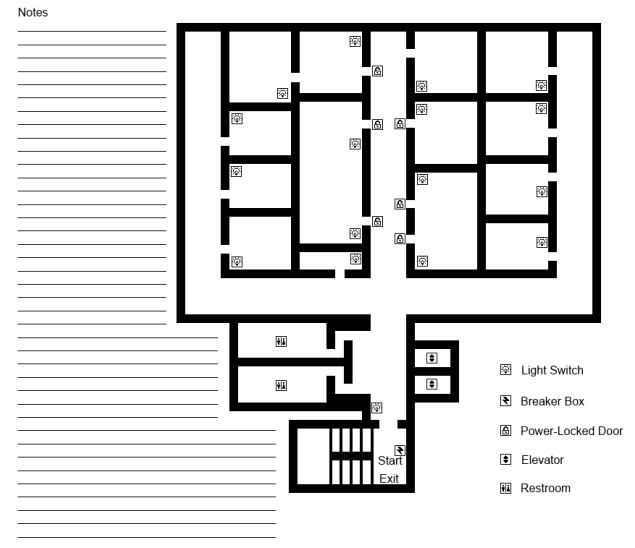 Notes
Light Switch
Breaker Box
Power-Locked Door
Elevator
Restroom
Start
Exit